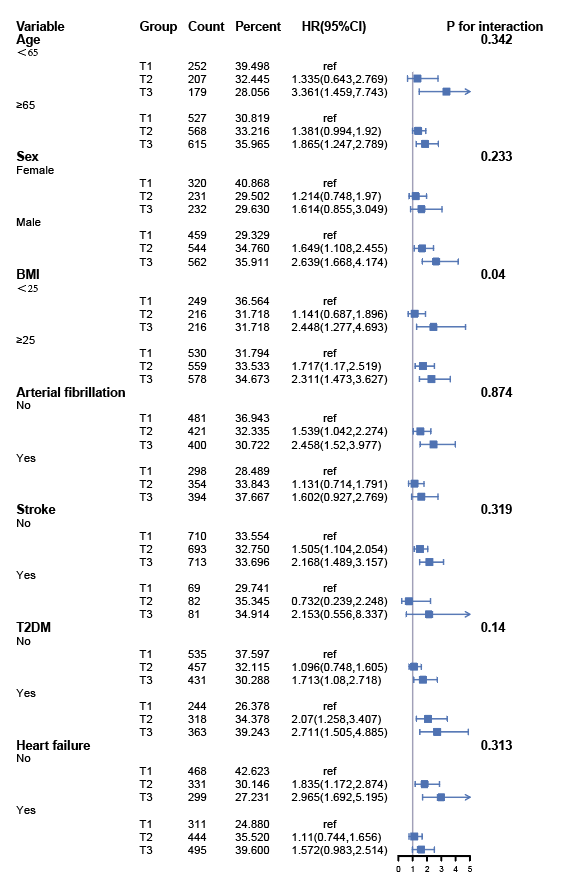 Variable Group Count Percent HR(95%CI) P for interaction
Age 0.342
<65
T1 252 39.498 ref
T2 207 32.445 1.335(0.643,2.769)
T3 179 28.056 3.361(1.459,7.743)
≥65
T1 527 30.819 ref
T2 568 33.216 1.381(0.994,1.92)
T3 615 35.965 1.865(1.247,2.789)
Sex 0.233
Female
T1 320 40.868 ref
T2 231 29.502 1.214(0.748,1.97)
T3 232 29.630 1.614(0.855,3.049)
Male
T1 459 29.329 ref
T2 544 34.760 1.649(1.108,2.455)
T3 562 35.911 2.639(1.668,4.174)
BMI 0.04
<25
T1 249 36.564 ref
T2 216 31.718 1.141(0.687,1.896)
T3 216 31.718 2.448(1.277,4.693)
≥25
T1 530 31.794 ref
T2 559 33.533 1.717(1.17,2.519)
T3 578 34.673 2.311(1.473,3.627)
Arterial fibrillation 0.874
No
T1 481 36.943 ref
T2 421 32.335 1.539(1.042,2.274)
T3 400 30.722 2.458(1.52,3.977)
Yes
T1 298 28.489 ref
T2 354 33.843 1.131(0.714,1.791)
T3 394 37.667 1.602(0.927,2.769)
Stroke 0.319
No
T1 710 33.554 ref
T2 693 32.750 1.505(1.104,2.054)
T3 713 33.696 2.168(1.489,3.157)
Yes
T1 69 29.741 ref
T2 82 35.345 0.732(0.239,2.248)
T3 81 34.914 2.153(0.556,8.337)
T2DM 0.14
No
T1 535 37.597 ref
T2 457 32.115 1.096(0.748,1.605)
T3 431 30.288 1.713(1.08,2.718)
Yes
T1 244 26.378 ref
T2 318 34.378 2.07(1.258,3.407)
T3 363 39.243 2.711(1.505,4.885)
Heart failure 0.313
No
T1 468 42.623 ref
T2 331 30.146 1.835(1.172,2.874)
T3 299 27.231 2.965(1.692,5.195)
Yes
T1 311 24.880 ref
T2 444 35.520 1.11(0.744,1.656)
T3 495 39.600 1.572(0.983,2.514)
0 1 2 3 4 5